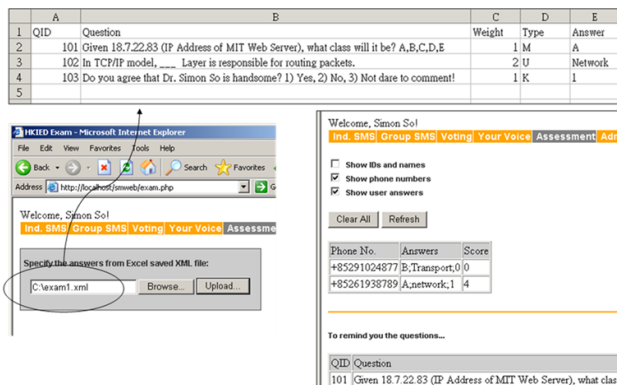 A B C D E
1 QID Question Weight Type Answer
2 101 Given 18.7.22.83 (IP Address of MIT Web Server), what class will it be? A,B,C,D,E 1 M A
3 102 In TCP/IP model, ___ Layer is responsible for routing packets. 2 U Network
4 103 Do you agree that Dr. Simon So is handsome? 1) Yes, 2) No, 3) Not dare to comment! 1 K 1
5
HKIED Exam - Microsoft Internet Explorer
File Edit View Favorites Tools Help
Back Search Favorites
Address http://localhost/smweb/exam.php G
Welcome, Simon So!
Ind. SMS Group SMS Voting Your Voice Assessme
Specify the answers from Excel saved XML file:
C:\exam1.xml Browse... Upload...
Welcome, Simon So!
Ind. SMS Group SMS Voting Your Voice Assessment Adm
Show IDs and names
Show phone numbers
Show user answers
Clear All Refresh
Phone No. Answers Score
+85291024877 B;Transport;0 0
+85261938789 A;network;1 4
To remind you the questions...
QID Question
101 Given 18.7.22.83 (IP Address of MIT Web Server), what clas